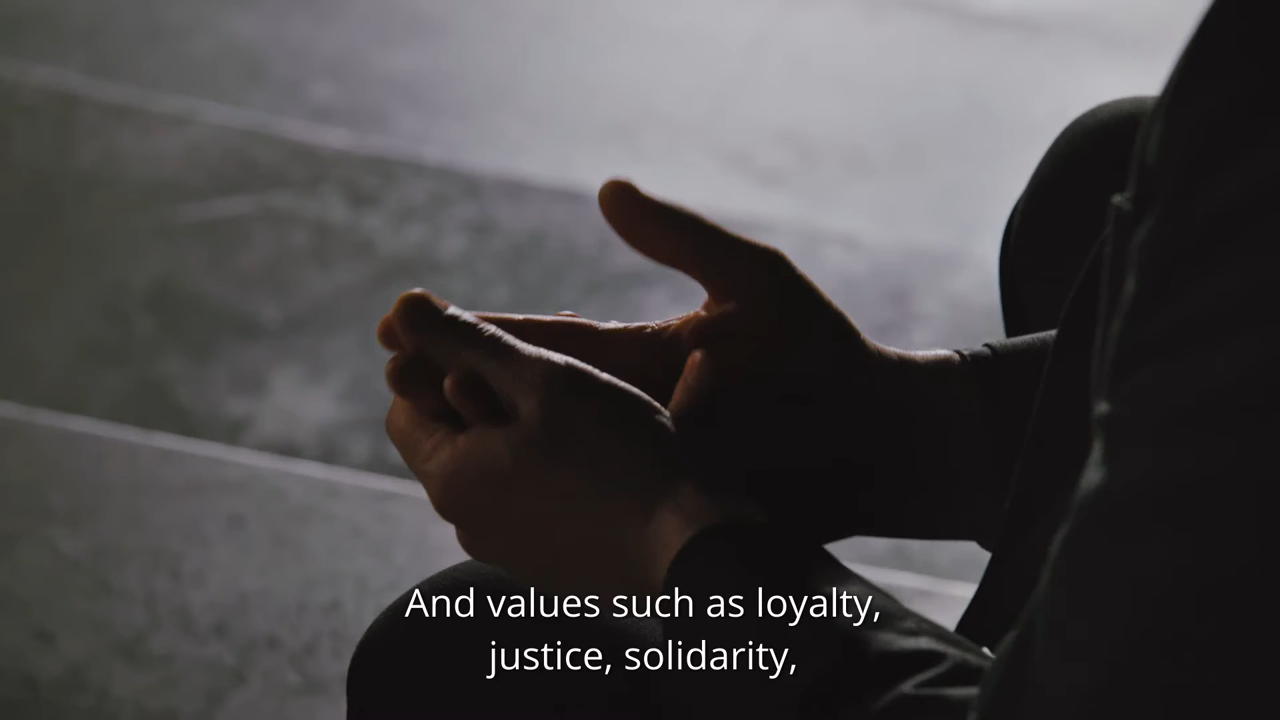 And values such as loyalty,
justice, solidarity,